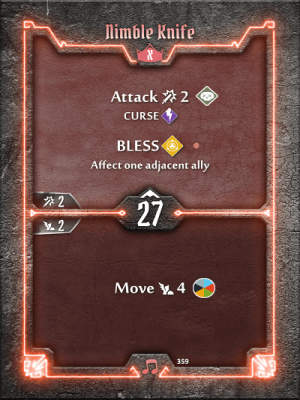 Nimble Knife
X
Attack 2
CURSE
BLESS
Affect one adjacent ally
2
27
2
Move 4
359